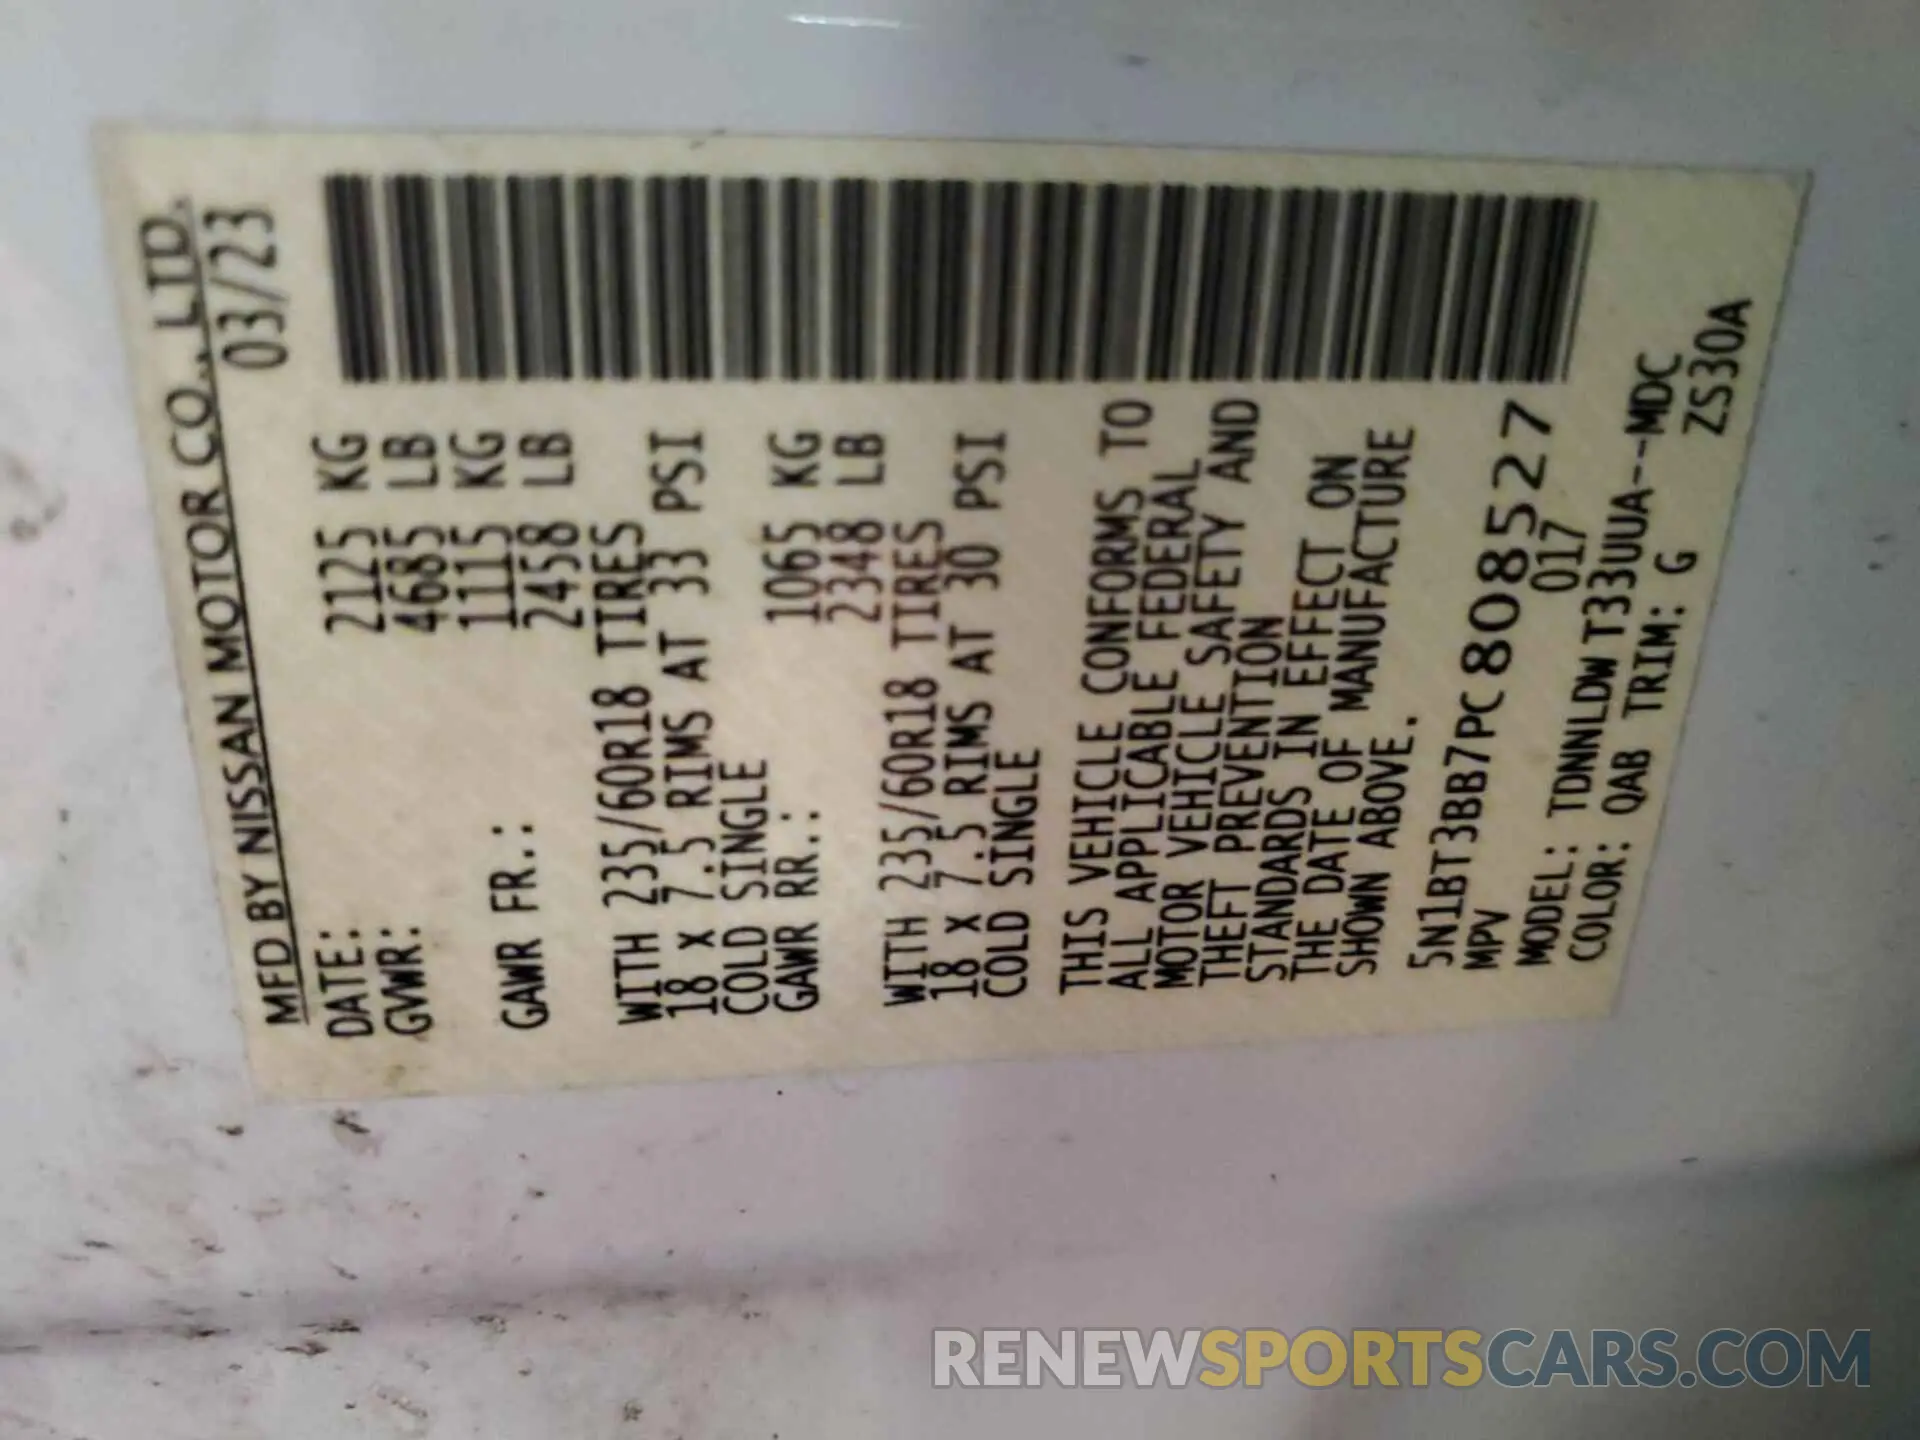 MFD BY NISSAN MOTOR CO., LTD.
DATE: 03/23
GVWR: 2125 KG
4685 LB
GAWR FR.: 1115 KG
2458 LB
WITH 235/60R18 TIRES
18 X 7.5 RIMS AT 33 PSI
COLD SINGLE
GAWR RR.: 1065 KG
2348 LB
WITH 235/60R18 TIRES
18 X 7.5 RIMS AT 30 PSI
COLD SINGLE
THIS VEHICLE CONFORMS TO
ALL APPLICABLE FEDERAL
MOTOR VEHICLE SAFETY AND
THEFT PREVENTION
STANDARDS IN EFFECT ON
THE DATE OF MANUFACTURE
SHOWN ABOVE.
5N1BT3BB7PC808527
MPV 017
MODEL: TDNNLDW T33UUA--MDC
COLOR: QAB TRIM: G ZS30A
RENEWSPORTSCARS.COM